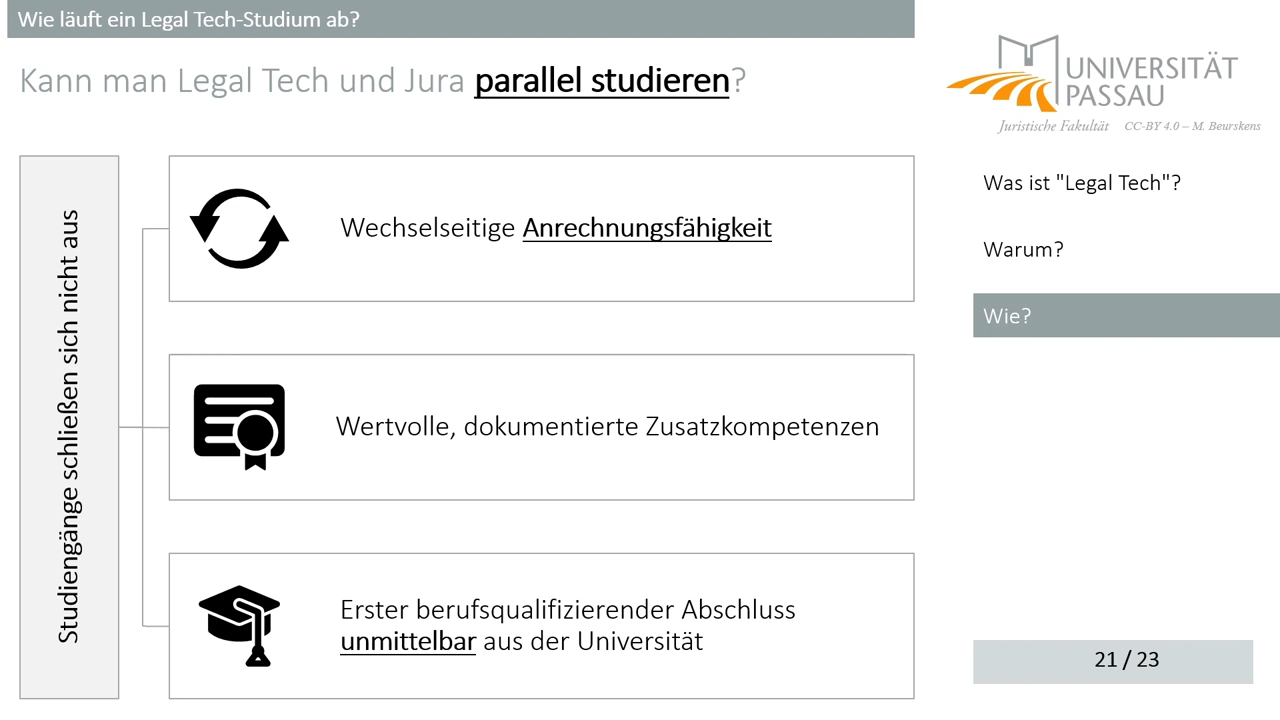 Wie läuft ein Legal Tech-Studium ab?
Kann man Legal Tech und Jura parallel studieren?
Studiengänge schließen sich nicht aus
Wechselseitige Anrechnungsfähigkeit
Wertvolle, dokumentierte Zusatzkompetenzen
Erster berufsqualifizierender Abschluss
unmittelbar aus der Universität
UNIVERSITÄT
PASSAU
Juristische Fakultät CC-BY 4.0 – M. Beurskens
Was ist "Legal Tech"?
Warum?
Wie?
21 / 23